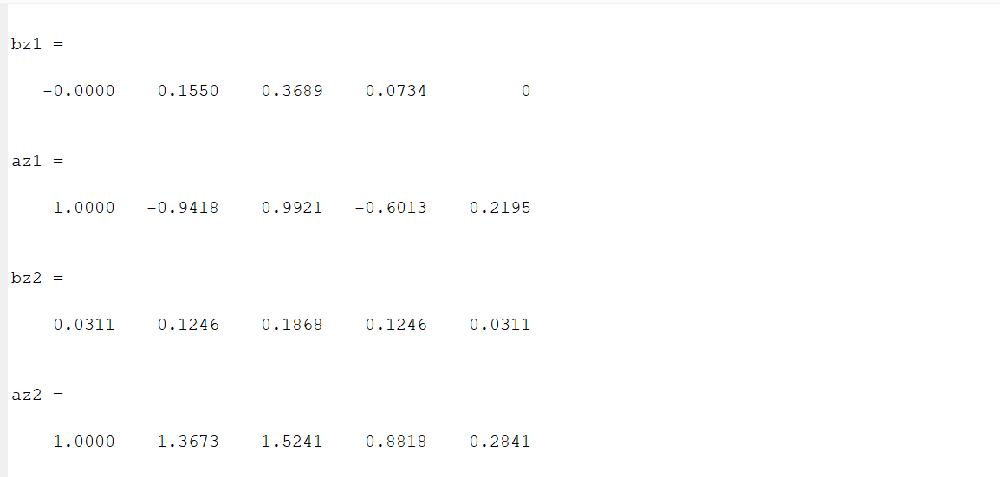 bz1 =
-0.0000 0.1550 0.3689 0.0734 0
az1 =
1.0000 -0.9418 0.9921 -0.6013 0.2195
bz2 =
0.0311 0.1246 0.1868 0.1246 0.0311
az2 =
1.0000 -1.3673 1.5241 -0.8818 0.2841